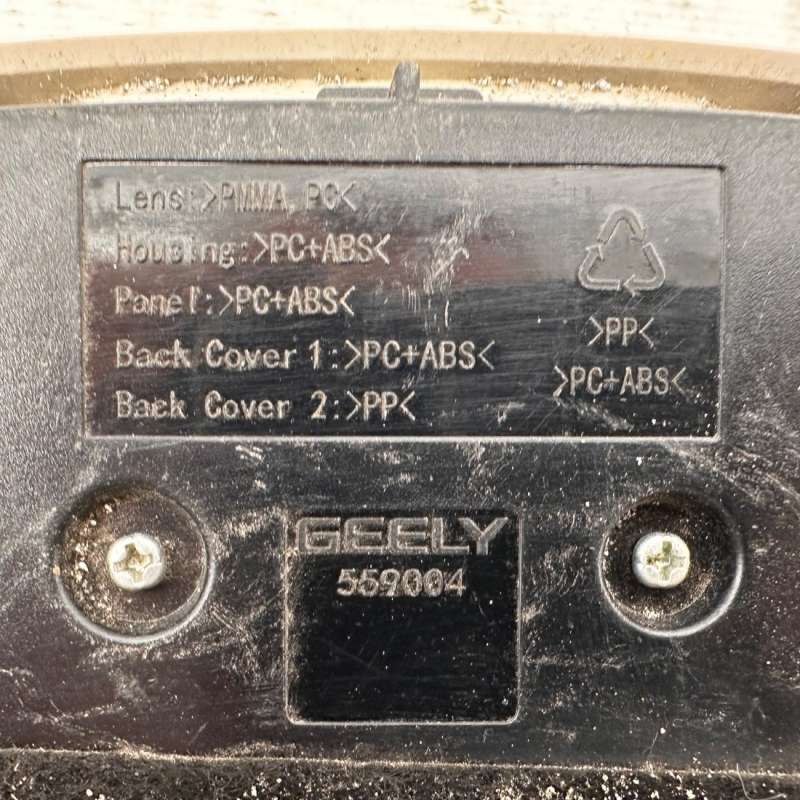 Lens:>PMMA, PC<
Housing:>PC+ABS<
Panel:>PC+ABS<
Back Cover 1:>PC+ABS<
Back Cover 2:>PP<
>PP<
>PC+ABS<
GEELY
559004